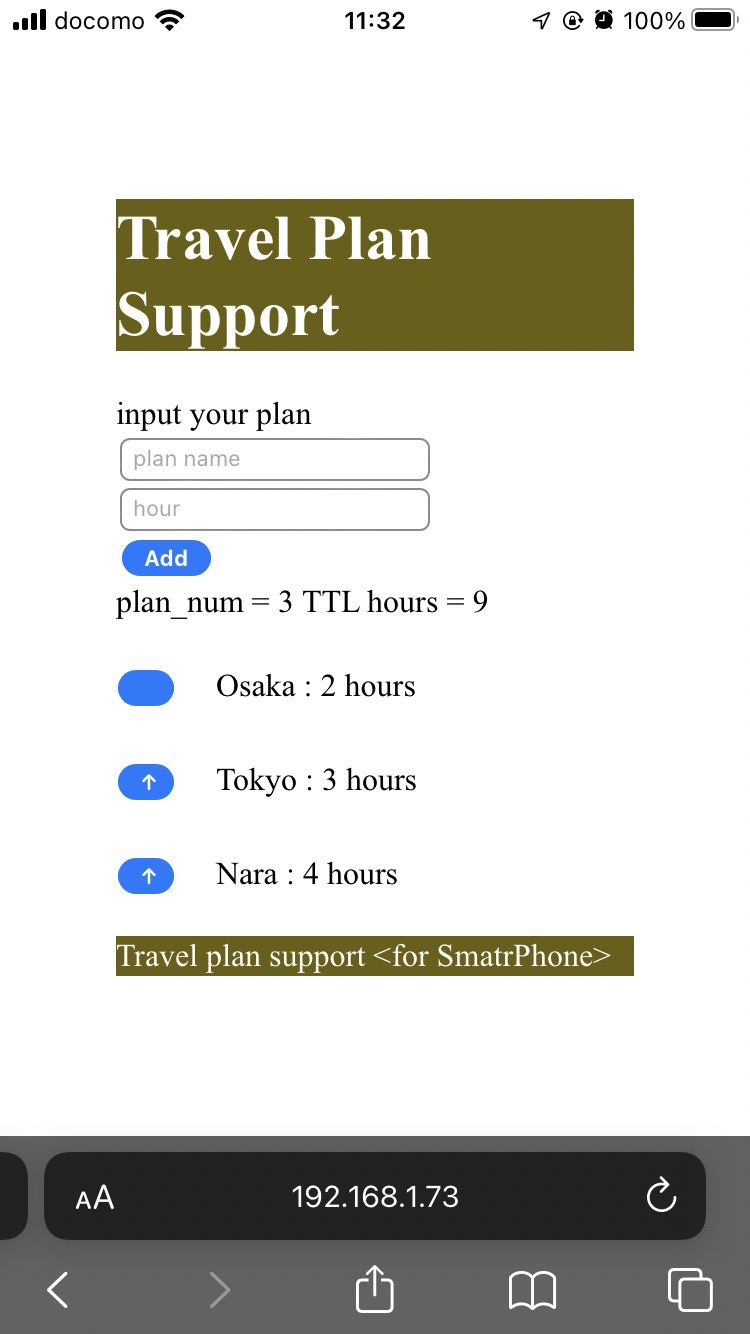 docomo 11:32 100%
Travel Plan
Support
input your plan
plan name
hour
Add
plan_num = 3 TTL hours = 9
Osaka : 2 hours
↑ Tokyo : 3 hours
↑ Nara : 4 hours
Travel plan support <for SmatrPhone>
AA 192.168.1.73